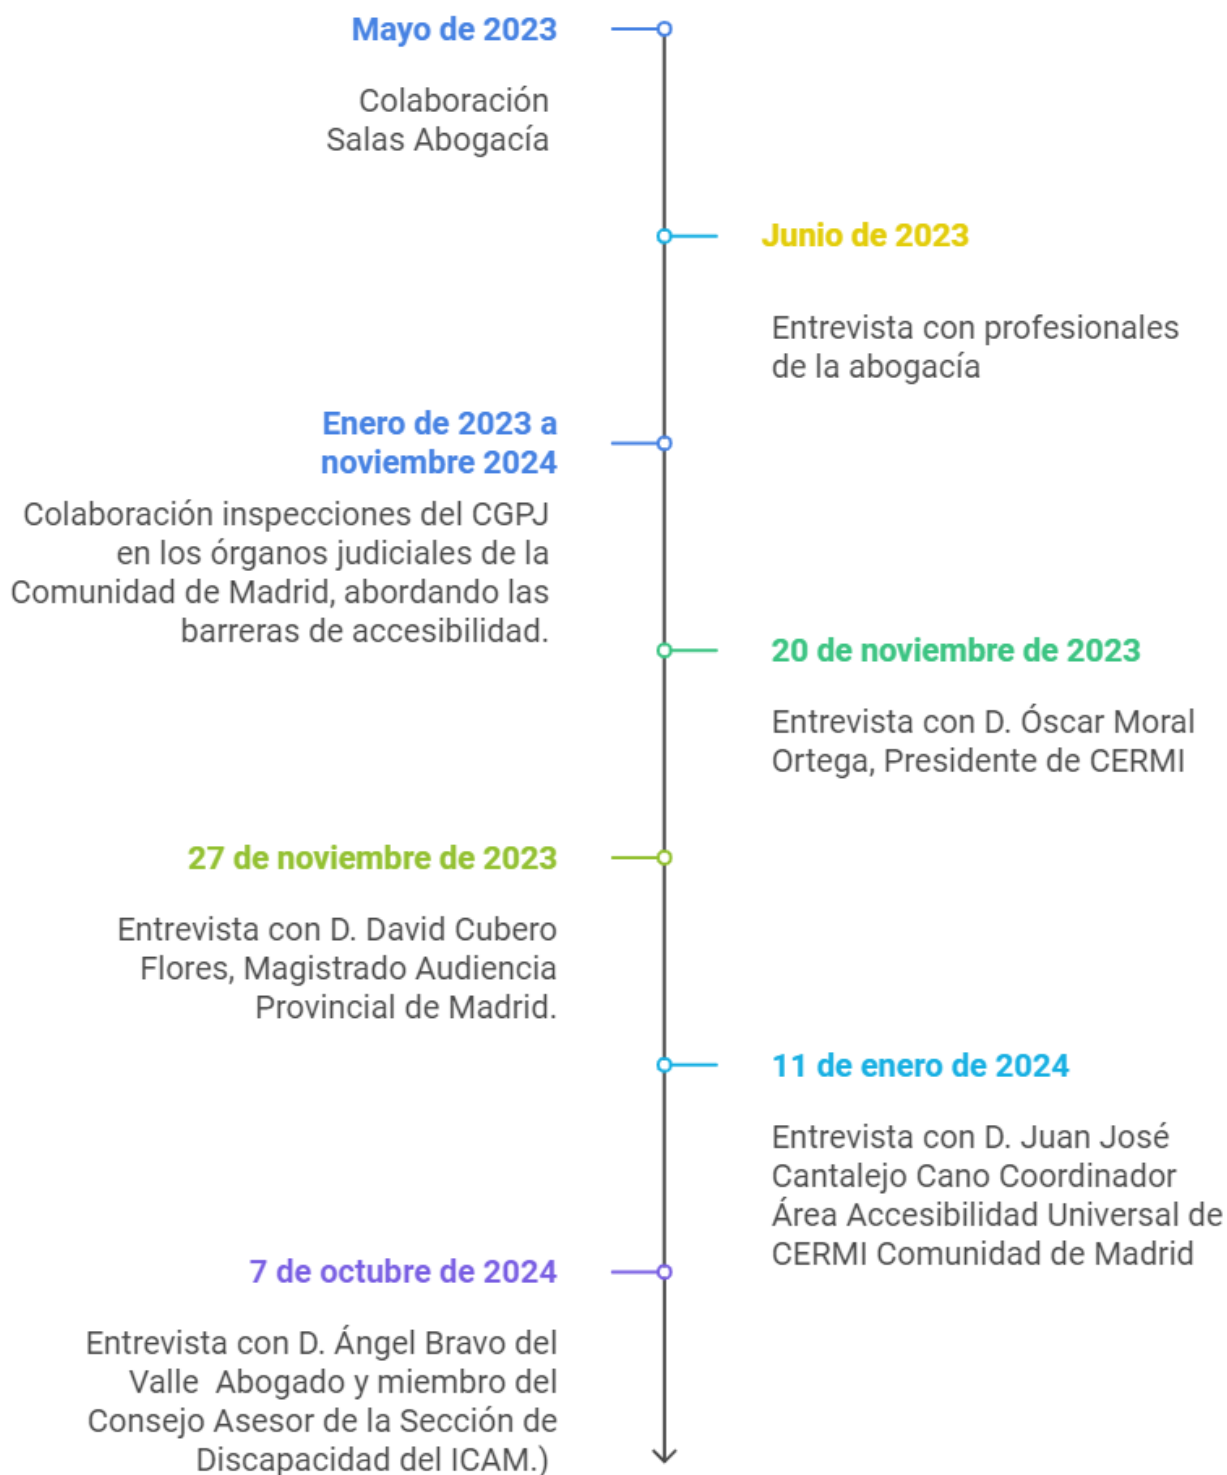 Mayo de 2023
Colaboración
Salas Abogacía
Junio de 2023
Entrevista con profesionales
de la abogacía
Enero de 2023 a
noviembre 2024
Colaboración inspecciones del CGPJ
en los órganos judiciales de la
Comunidad de Madrid, abordando las
barreras de accesibilidad.
20 de noviembre de 2023
Entrevista con D. Óscar Moral
Ortega, Presidente de CERMI
27 de noviembre de 2023
Entrevista con D. David Cubero
Flores, Magistrado Audiencia
Provincial de Madrid.
11 de enero de 2024
Entrevista con D. Juan José
Cantalejo Cano Coordinador
Área Accesibilidad Universal de
CERMI Comunidad de Madrid
7 de octubre de 2024
Entrevista con D. Ángel Bravo del
Valle  Abogado y miembro del
Consejo Asesor de la Sección de
Discapacidad del ICAM.)